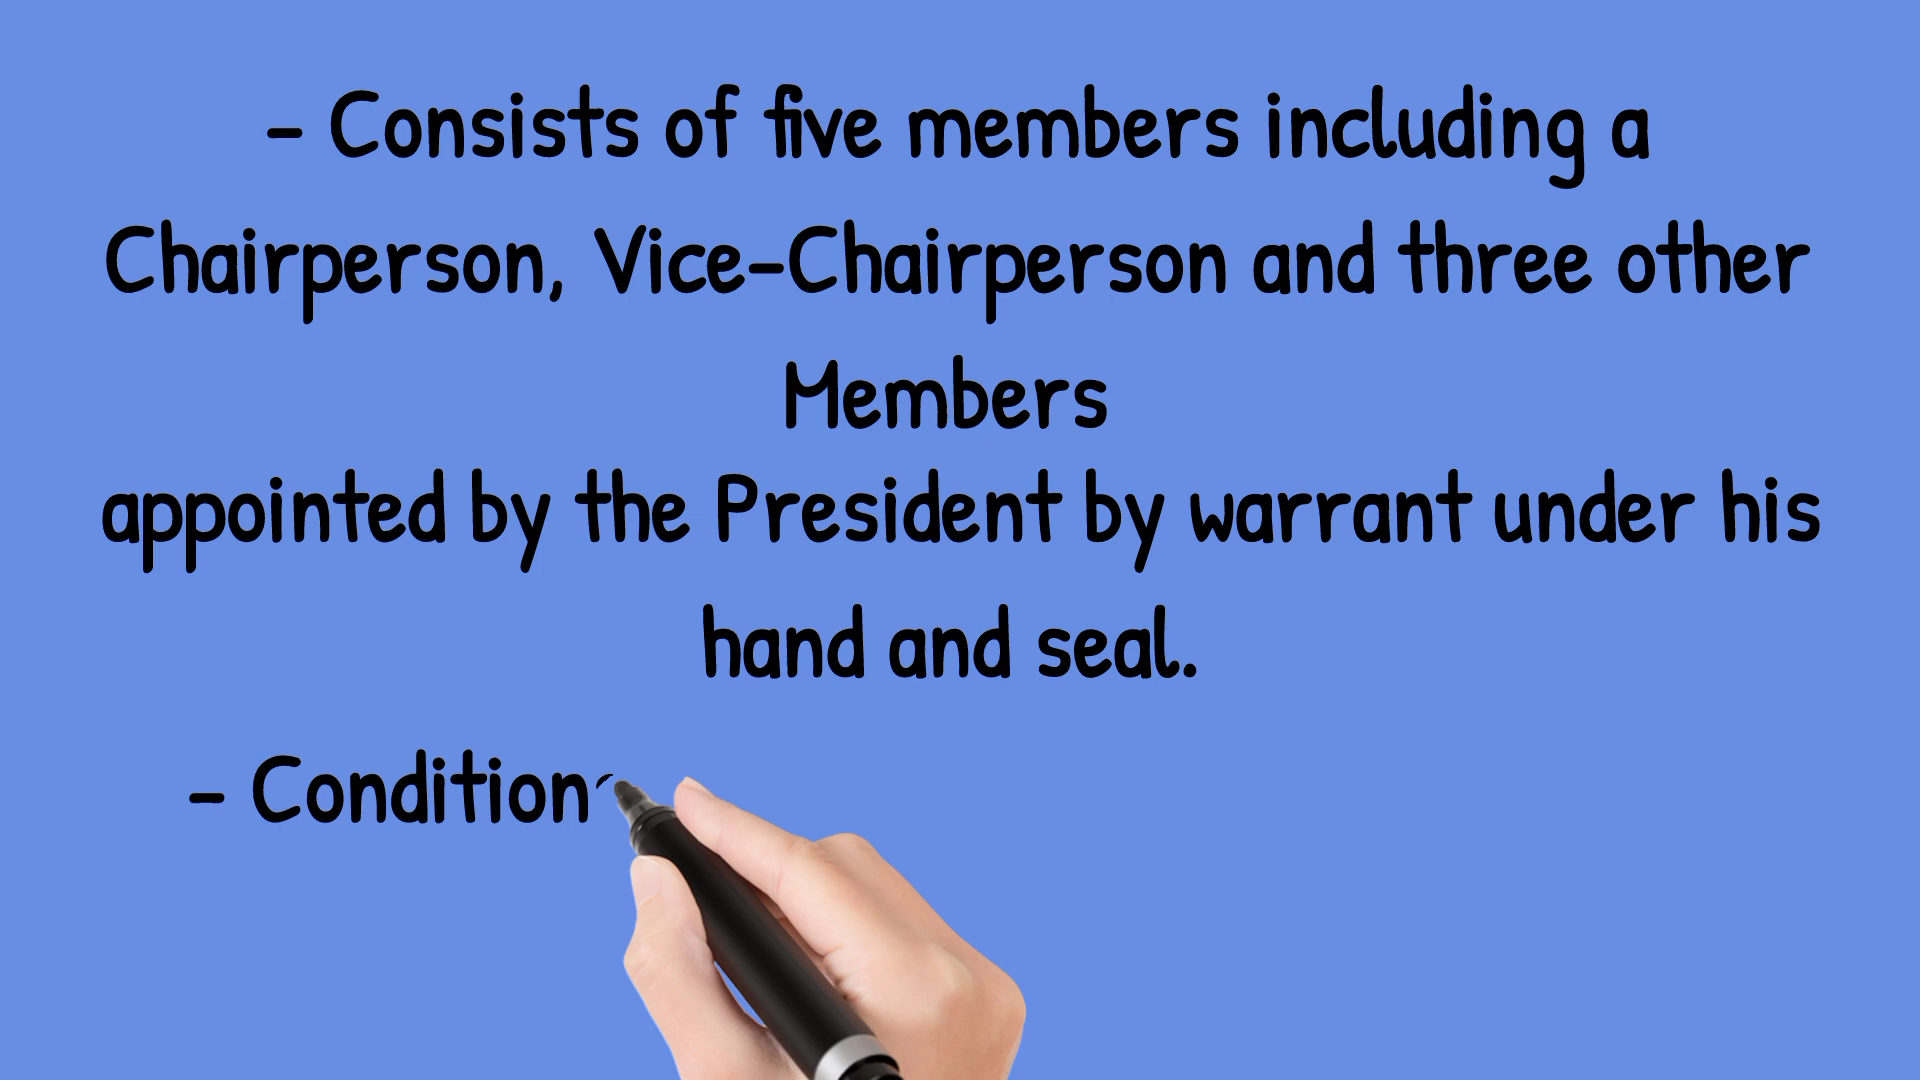 - Consists of five members including a
Chairperson, Vice-Chairperson and three other
Members
appointed by the President by warrant under his
hand and seal.
- Condition